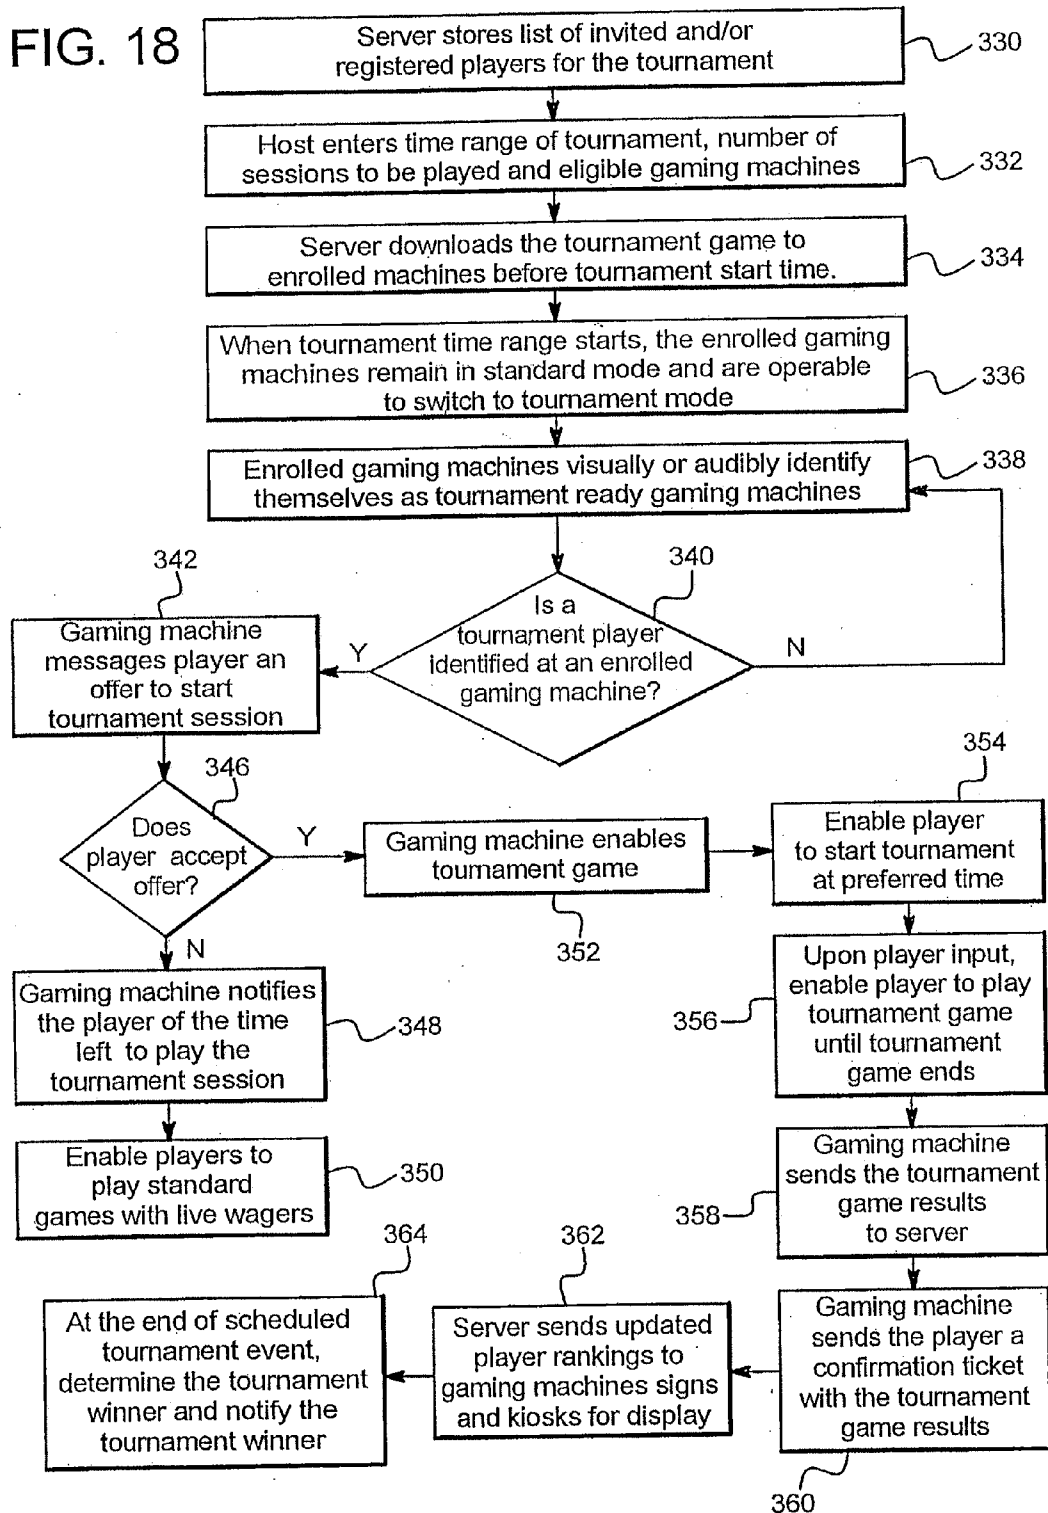 FIG. 18
Server stores list of invited and/or
registered players for the tournament
330
Host enters time range of tournament, number of
sessions to be played and eligible gaming machines
332
Server downloads the tournament game to
enrolled machines before tournament start time.
334
When tournament time range starts, the enrolled gaming
machines remain in standard mode and are operable
to switch to tournament mode
336
Enrolled gaming machines visually or audibly identify
themselves as tournament ready gaming machines
338
340
Is a
tournament player
identified at an enrolled
gaming machine?
Y
N
342
Gaming machine
messages player an
offer to start
tournament session
346
Does
player accept
offer?
Y
N
Gaming machine enables
tournament game
352
354
Enable player
to start tournament
at preferred time
Gaming machine notifies
the player of the time
left to play the
tournament session
348
Upon player input,
enable player to play
tournament game
until tournament
game ends
356
Enable players to
play standard
games with live wagers
350
Gaming machine
sends the tournament
game results
to server
358
Gaming machine
sends the player a
confirmation ticket
with the tournament
game results
360
362
Server sends updated
player rankings to
gaming machines signs
and kiosks for display
364
At the end of scheduled
tournament event,
determine the tournament
winner and notify the
tournament winner